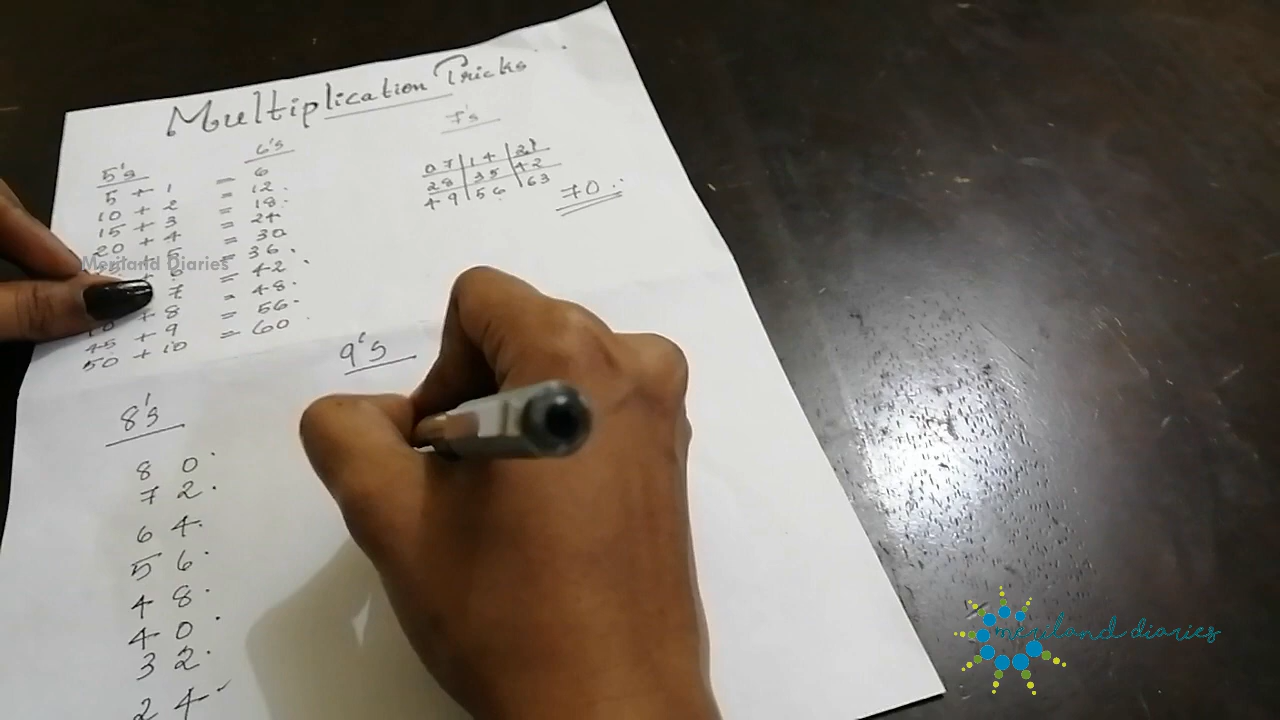 Multiplication Tricks...
5's
6's
5 + 1 = 6
10 + 2 = 12.
15 + 3 = 18.
20 + 4 = 24
+ 5 = 30
+ 6 = 36.
7 = 42.
+ 8 = 48.
45 + 9 = 56.
50 + 10 = 60.
7's
07 | 14 | 21
28 | 35 | 42
49 | 56 | 63
70.
8's
8 0.
7 2.
6 4.
5 6.
4 8.
4 0.
3 2.
2 4
9's
Meriland Diaries
meriland diaries